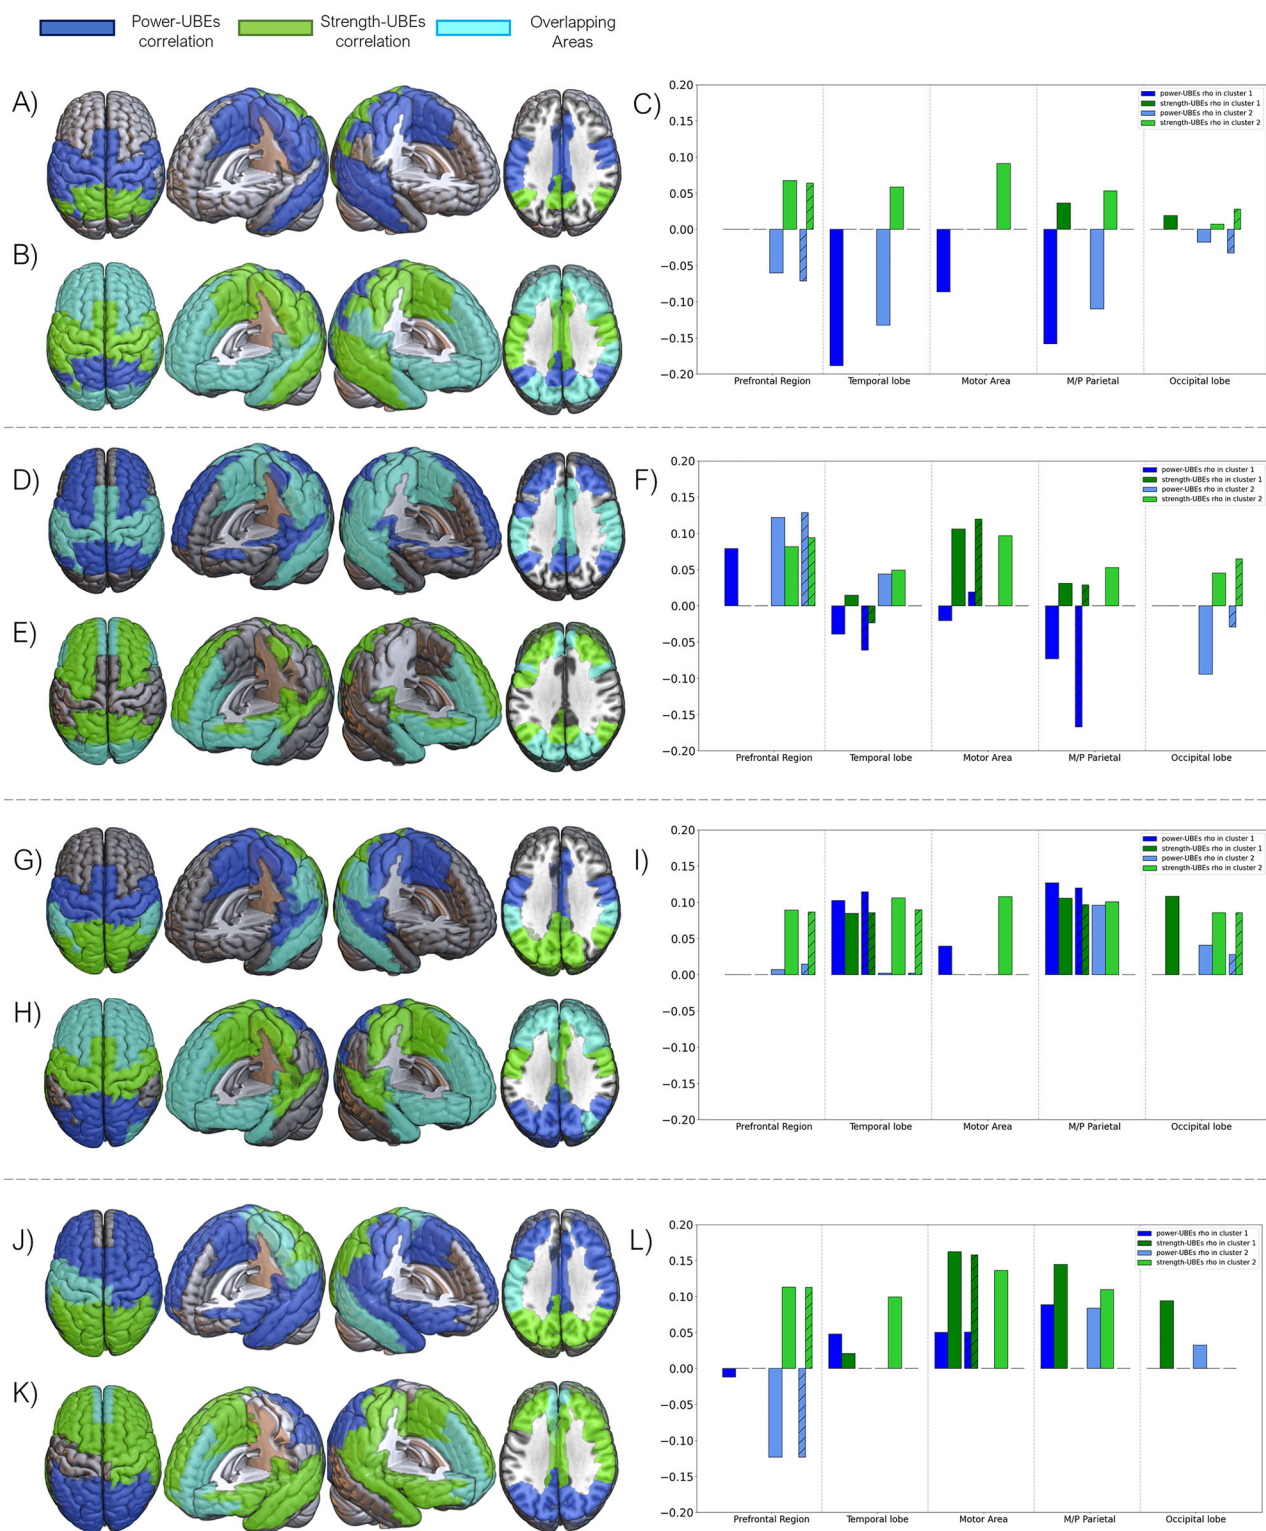 Power-UBEs
correlation
Strength-UBEs
correlation
Overlapping
Areas
A)
B)
C)
0.20
0.15
0.10
0.05
0.00
−0.05
−0.10
−0.15
−0.20
power-UBEs rho in cluster 1
strength-UBEs rho in cluster 1
power-UBEs rho in cluster 2
strength-UBEs rho in cluster 2
Prefrontal Region
Temporal lobe
Motor Area
M/P Parietal
Occipital lobe
D)
E)
F)
0.20
0.15
0.10
0.05
0.00
−0.05
−0.10
−0.15
−0.20
power-UBEs rho in cluster 1
strength-UBEs rho in cluster 1
power-UBEs rho in cluster 2
strength-UBEs rho in cluster 2
Prefrontal Region
Temporal lobe
Motor Area
M/P Parietal
Occipital lobe
G)
H)
I)
0.20
0.15
0.10
0.05
0.00
−0.05
−0.10
−0.15
−0.20
power-UBEs rho in cluster 1
strength-UBEs rho in cluster 1
power-UBEs rho in cluster 2
strength-UBEs rho in cluster 2
Prefrontal Region
Temporal lobe
Motor Area
M/P Parietal
Occipital lobe
J)
K)
L)
0.20
0.15
0.10
0.05
0.00
−0.05
−0.10
−0.15
−0.20
power-UBEs rho in cluster 1
strength-UBEs rho in cluster 1
power-UBEs rho in cluster 2
strength-UBEs rho in cluster 2
Prefrontal Region
Temporal lobe
Motor Area
M/P Parietal
Occipital lobe